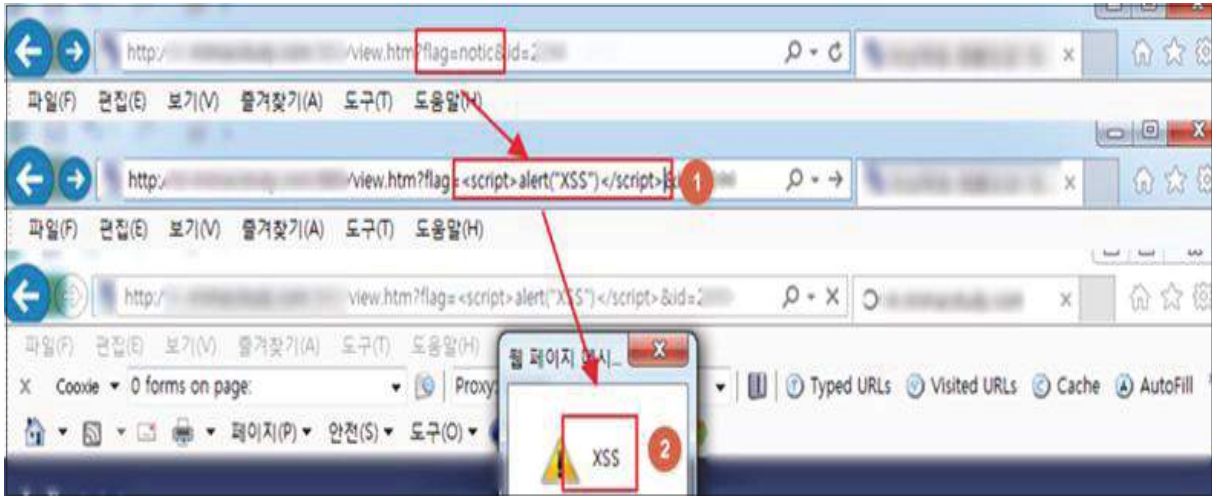 http:/ /view.htm?flag=notic& id=2
파일(F) 편집(E) 보기(V) 즐겨찾기(A) 도구(T) 도움말(H)
http:/ /view.htm?flag=<script>alert("XSS")</script>& 1
파일(F) 편집(E) 보기(V) 즐겨찾기(A) 도구(T) 도움말(H)
http:/ view.htm?flag=<script>alert("XSS")</script>&id=2
파일(F) 편집(E) 보기(V) 즐겨찾기(A) 도구(T) 도움말(H)
웹 페이지 메시...
X Cooxie 0 forms on page: Proxy: Typed URLs Visited URLs Cache AutoFill
페이지(P) 안전(S) 도구(O)
XSS 2